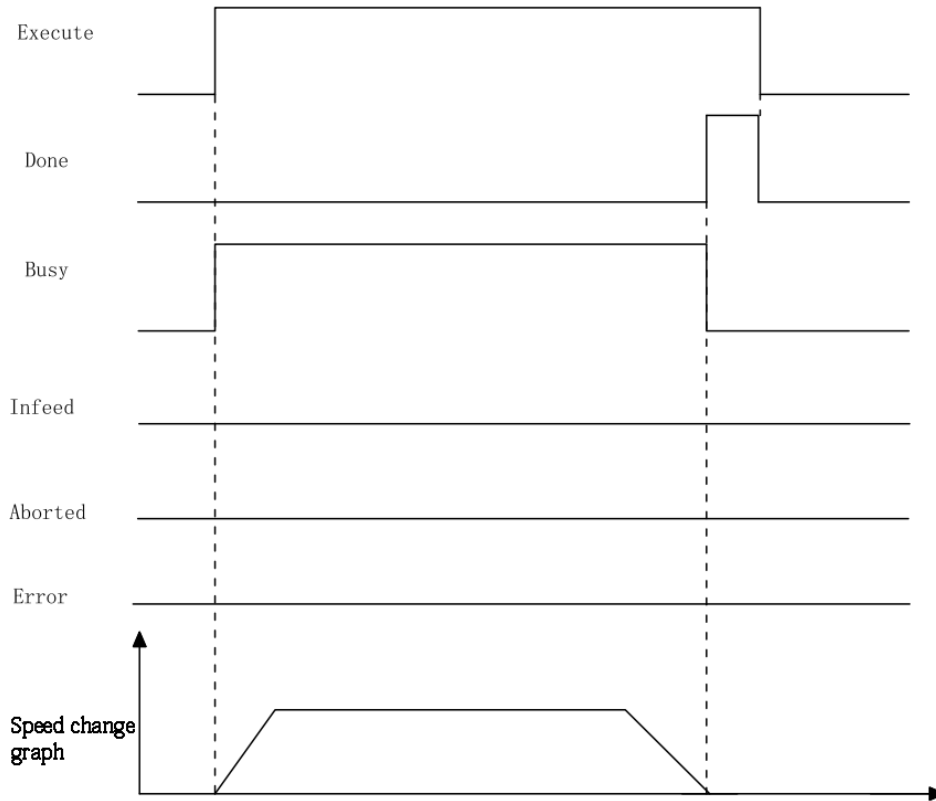 Execute
Done
Busy
Infeed
Aborted
Error
Speed change
graph